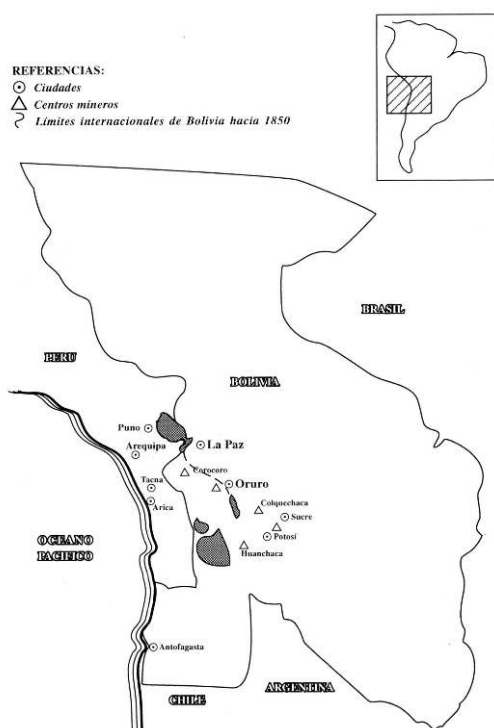 REFERENCIAS:
Ciudades
Centros mineros
Límites internacionales de Bolivia hacia 1850
BRASIL
PERU
BOLIVIA
Puno
La Paz
Arequipa
Corocoro
Tacna
Oruro
Arica
Colquechaca
Sucre
Potosí
OCEANO
PACIFICO
Huanchaca
Antofagasta
CHILE
ARGENTINA